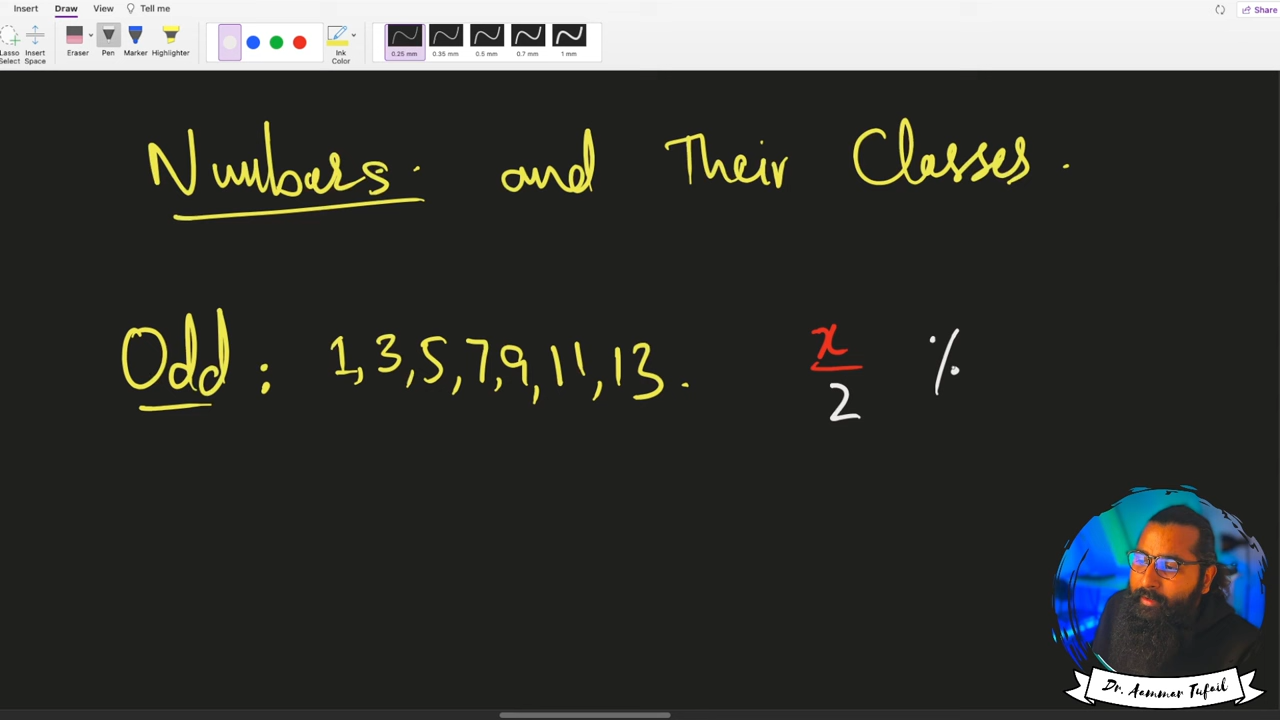 Insert Draw View Tell me Share
Lasso Select Insert Space Eraser Pen Marker Highlighter Ink Color 0.25 mm 0.35 mm 0.5 mm 0.7 mm 1 mm
Numbers. and Their Classes.
Odd: 1,3,5,7,9,11,13. x/2 %
Dr. Aammar Tufail